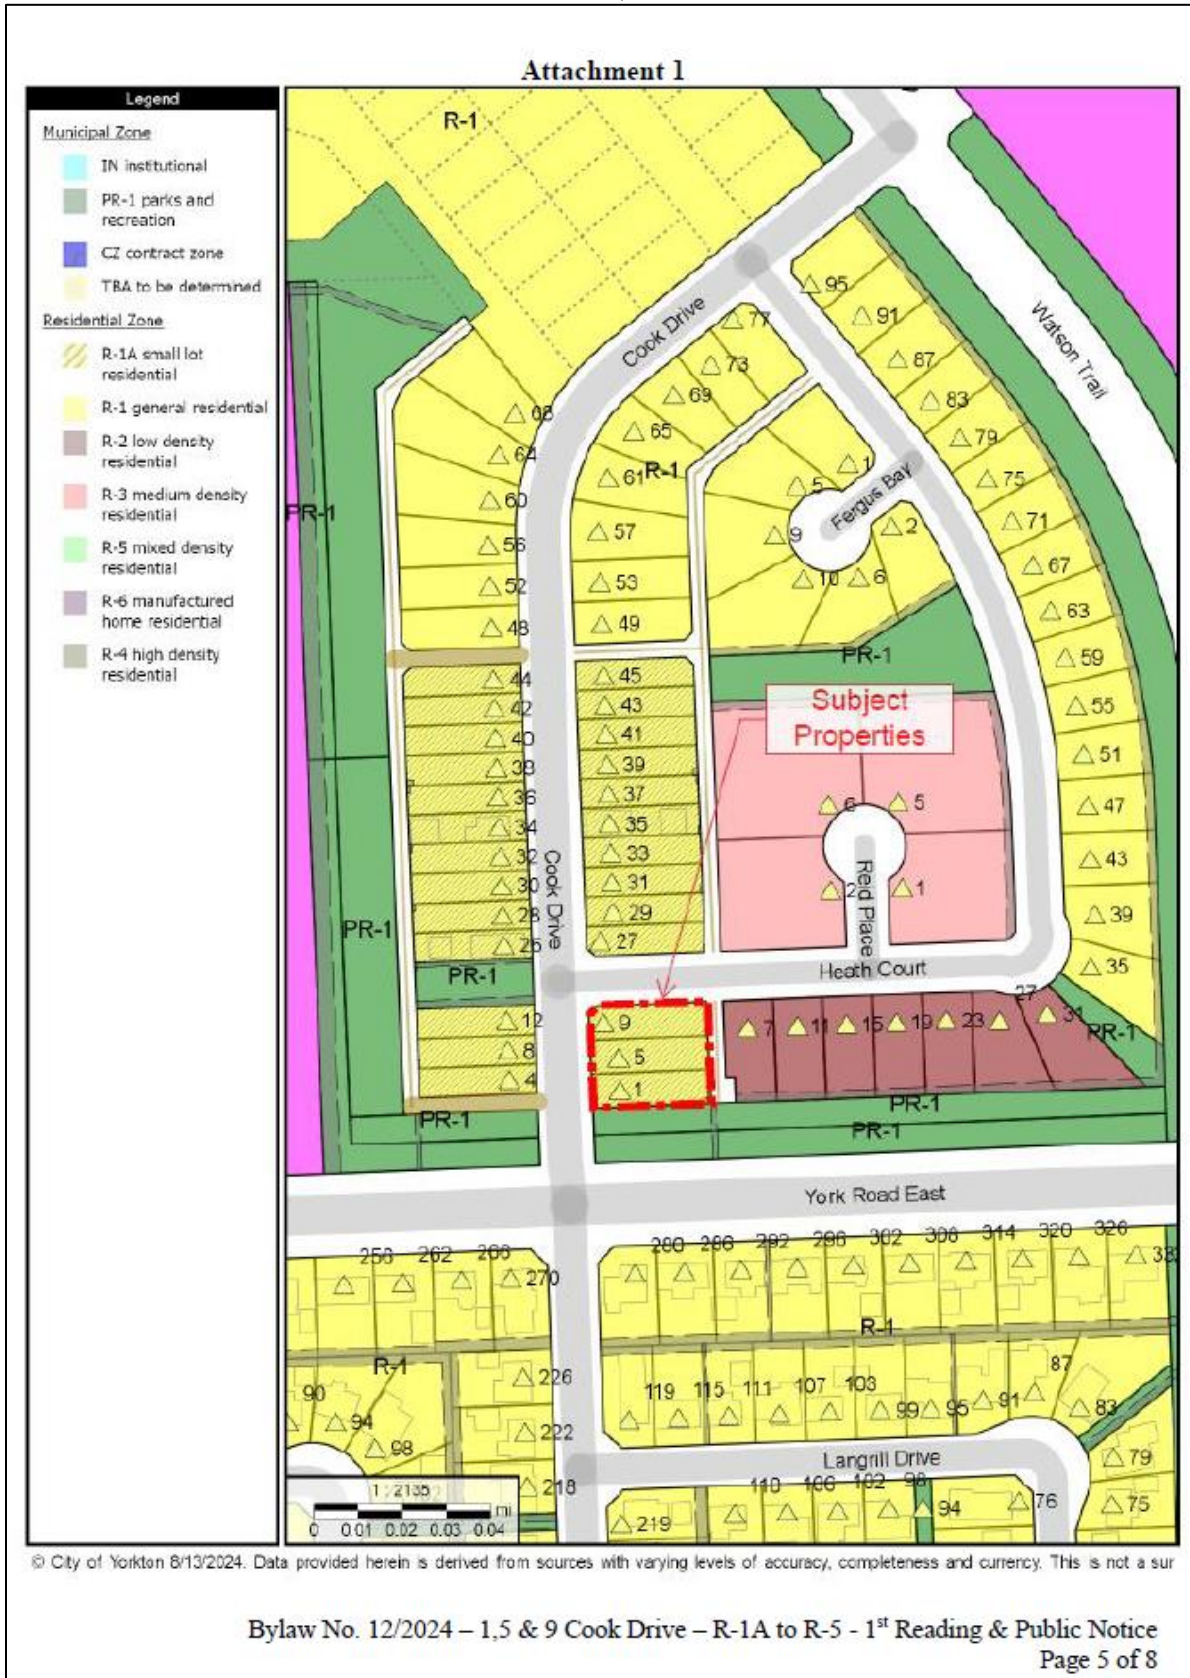 Attachment 1
Legend
Municipal Zone
IN institutional
PR-1 parks and
recreation
CZ contract zone
TBA to be determined
Residential Zone
R-1A small lot
residential
R-1 general residential
R-2 low density
residential
R-3 medium density
residential
R-5 mixed density
residential
R-6 manufactured
home residential
R-4 high density
residential
R-1
95
91
87
83
79
75
71
67
63
59
55
51
47
43
39
35
Watson Trail
Cook Drive
77
73
69
65
61
R-1
57
53
49
64
60
56
52
48
1
5
9
10
6
2
Fergus Bay
PR-1
PR-1
Subject
Properties
44
42
40
38
36
34
32
30
28
45
43
41
39
37
35
33
31
29
27
6
5
2
1
Reid Place
Cook Drive
PR-1
PR-1
Heath Court
12
8
4
9
5
1
7
11
15
19
23
27
31
PR-1
PR-1
PR-1
PR-1
York Road East
258
262
266
270
280
286
292
296
302
308
314
320
326
R-1
R-1
90
94
98
226
222
218
119
115
111
107
103
99
95
91
87
83
79
75
Langrill Drive
110
106
102
98
94
76
219
1: 2135
mi
0
0.01
0.02
0.03
0.04
© City of Yorkton 8/13/2024. Data provided herein is derived from sources with varying levels of accuracy, completeness and currency. This is not a sur
Bylaw No. 12/2024 – 1,5 & 9 Cook Drive – R-1A to R-5 - 1st Reading & Public Notice
Page 5 of 8